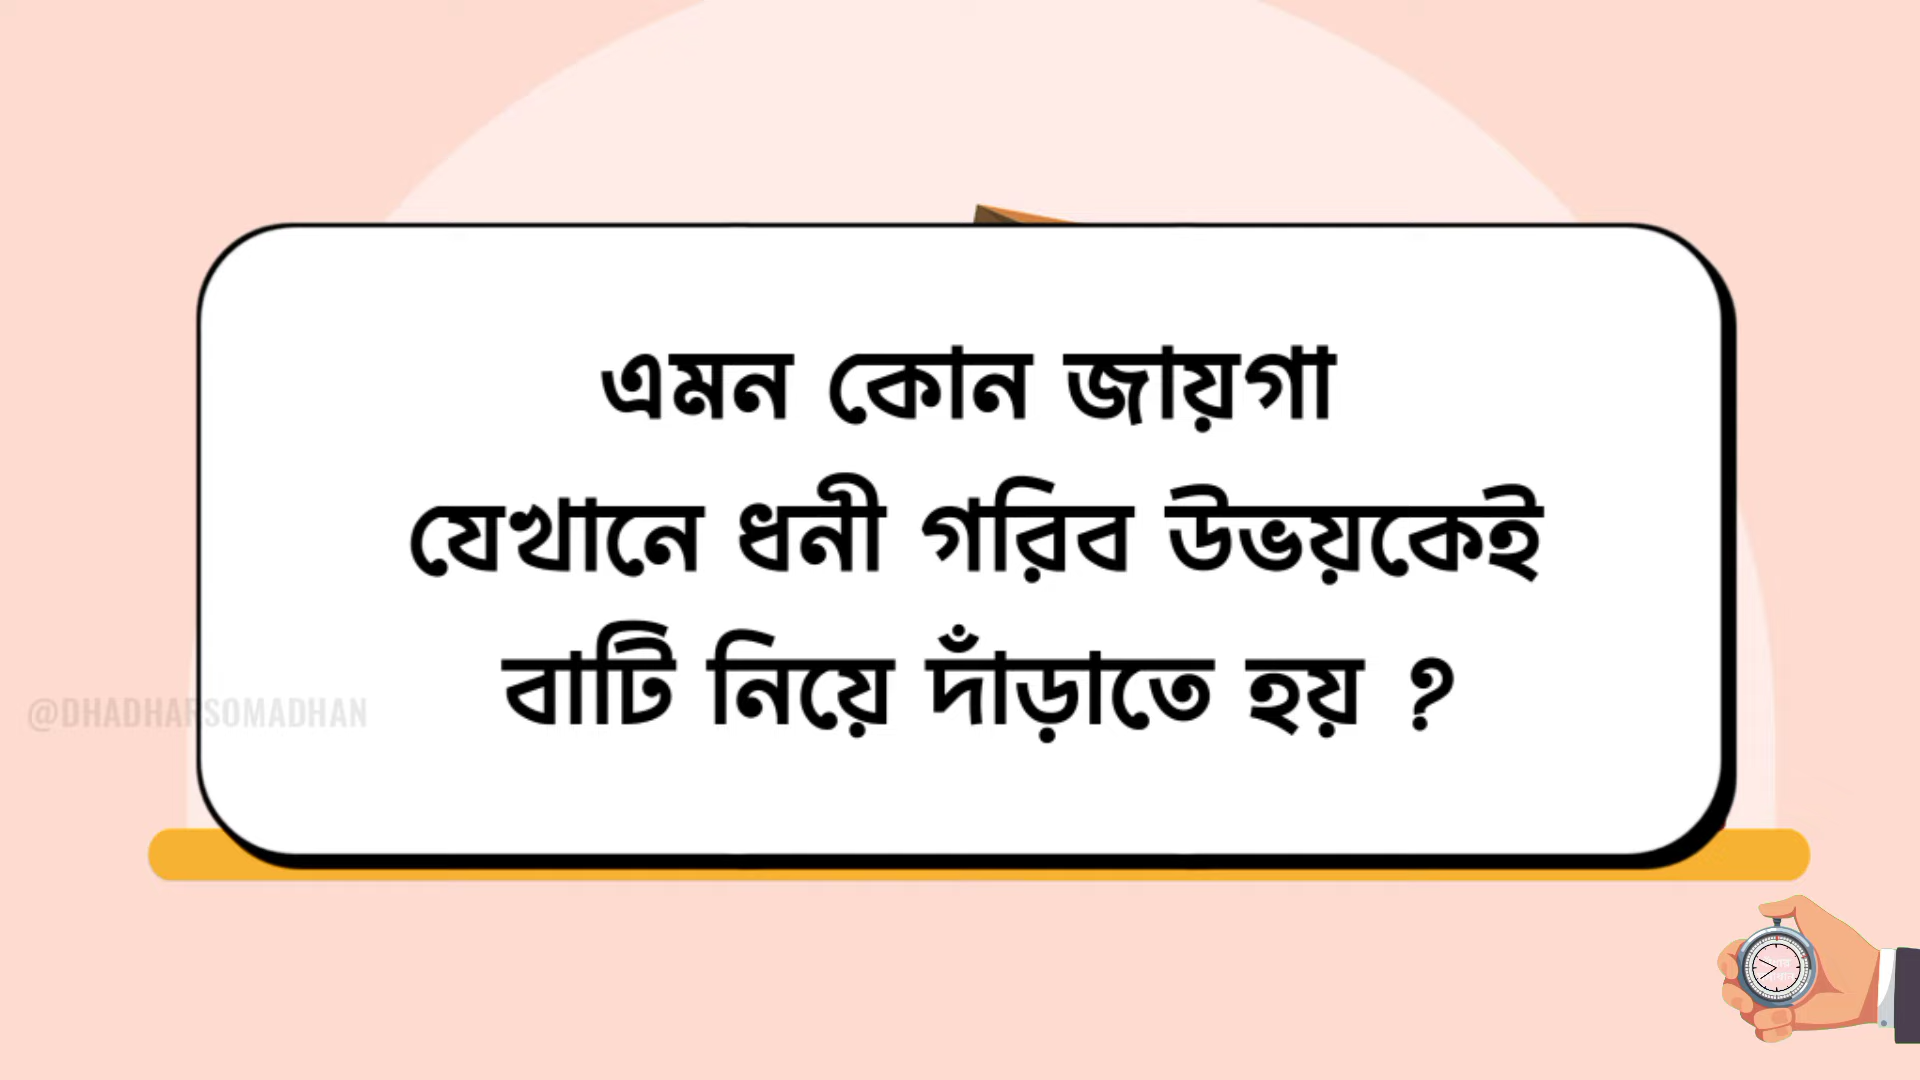 এমন কোন জায়গা
যেখানে ধনী গরিব উভয়কেই
বাটি নিয়ে দাঁড়াতে হয় ?
@DHADHARSOMADHAN